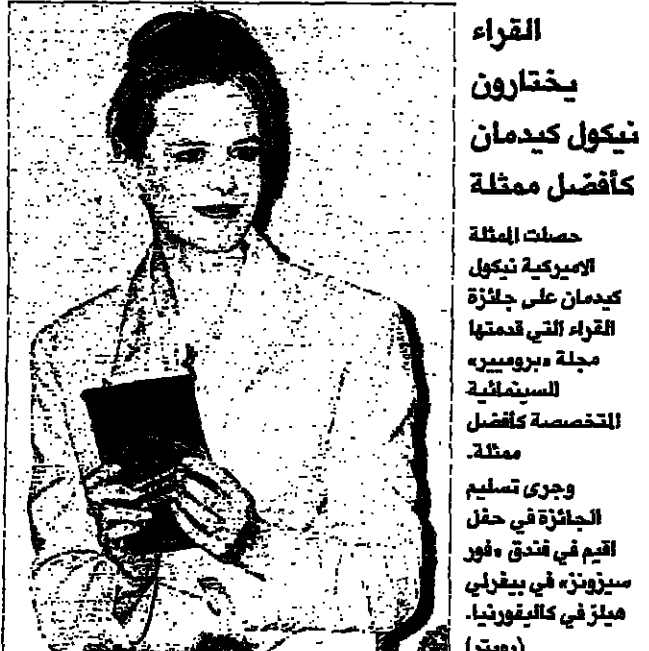 القراء
يختارون
نيكول كيدمان
كأفضل ممثلة
حصلت الممثلة
الاميركية نيكول
كيدمان على جائزة
القراء التي قدمتها
مجلة «بروميير»
السينمائية
المتخصصة كأفضل
ممثلة.
وجرى تسليم
الجائزة في حفل
اقيم في فندق «فور
سيزونز» في بيفرلي
هيلز في كاليفورنيا.
(رويتر)